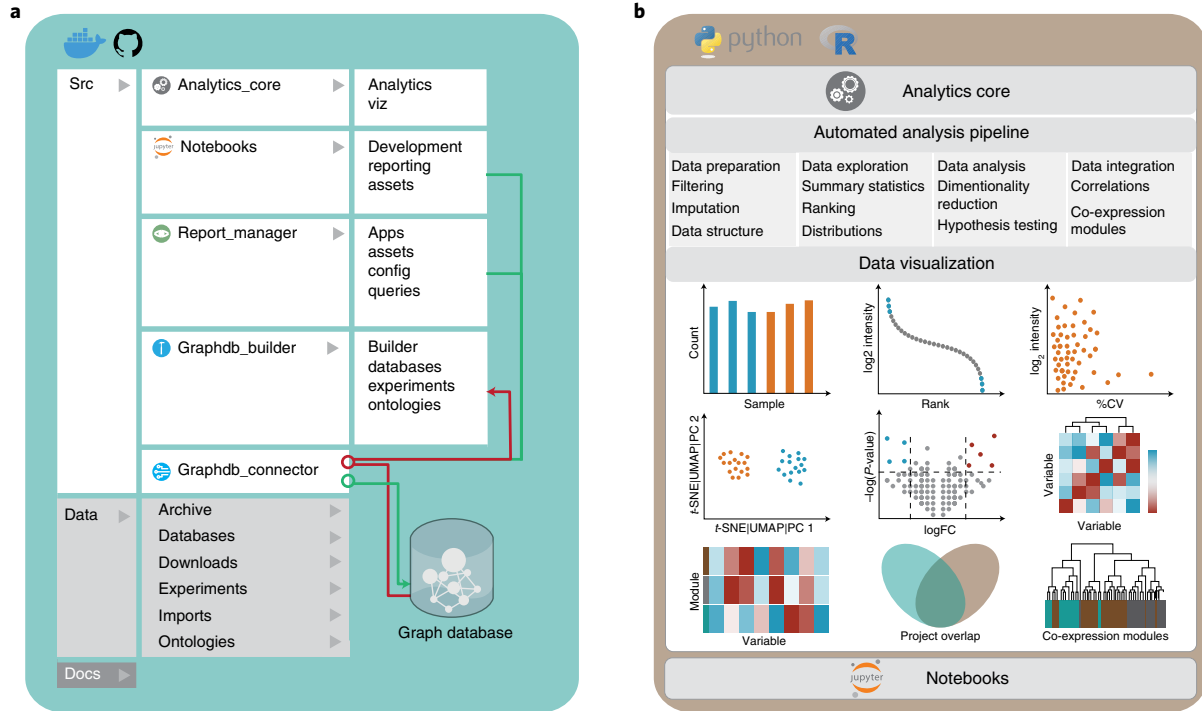 a
Src
Analytics_core
Analytics
viz
jupyter
Notebooks
Development
reporting
assets
Report_manager
Apps
assets
config
queries
Graphdb_builder
Builder
databases
experiments
ontologies
Graphdb_connector
Data
Archive
Databases
Downloads
Experiments
Imports
Ontologies
Docs
Graph database
b
python
R
Analytics core
Automated analysis pipeline
Data preparation
Filtering
Imputation
Data structure
Data exploration
Summary statistics
Ranking
Distributions
Data analysis
Dimentionality
reduction
Hypothesis testing
Data integration
Correlations
Co-expression
modules
Data visualization
Count
Sample
log2 intensity
Rank
log2 intensity
%CV
t-SNE|UMAP|PC 2
t-SNE|UMAP|PC 1
–log(P-value)
logFC
Variable
Variable
Module
Variable
Project overlap
Co-expression modules
jupyter
Notebooks